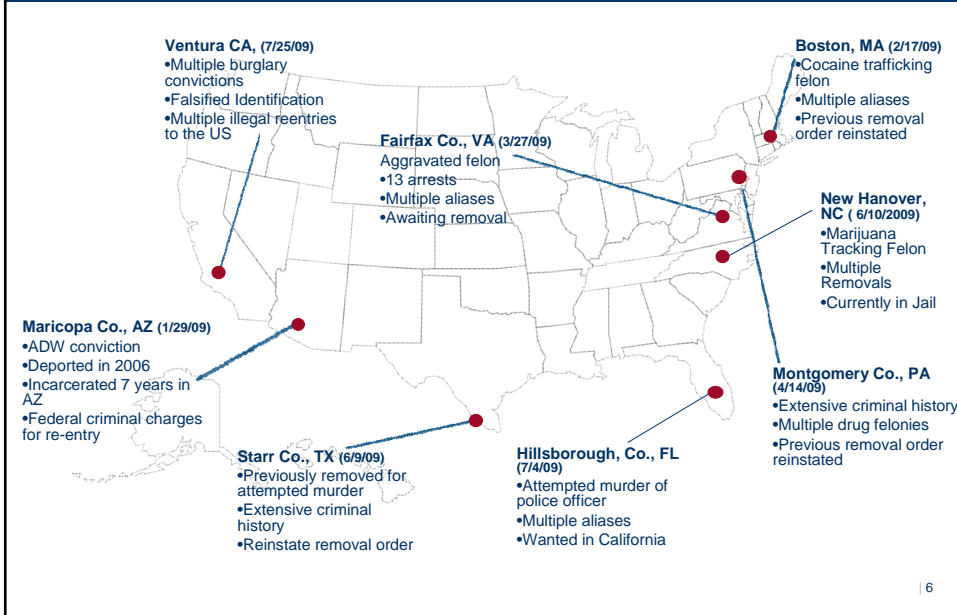 Ventura CA, (7/25/09)
•Multiple burglary
convictions
•Falsified Identification
•Multiple illegal reentries
to the US
Boston, MA (2/17/09)
•Cocaine trafficking
felon
•Multiple aliases
•Previous removal
order reinstated
Fairfax Co., VA (3/27/09)
Aggravated felon
•13 arrests
•Multiple aliases
•Awaiting removal
New Hanover,
NC ( 6/10/2009)
•Marijuana
Tracking Felon
•Multiple
Removals
•Currently in Jail
Maricopa Co., AZ (1/29/09)
•ADW conviction
•Deported in 2006
•Incarcerated 7 years in
AZ
•Federal criminal charges
for re-entry
Montgomery Co., PA
(4/14/09)
•Extensive criminal history
•Multiple drug felonies
•Previous removal order
reinstated
Starr Co., TX (6/9/09)
•Previously removed for
attempted murder
•Extensive criminal
history
•Reinstate removal order
Hillsborough, Co., FL
(7/4/09)
•Attempted murder of
police officer
•Multiple aliases
•Wanted in California
| 6